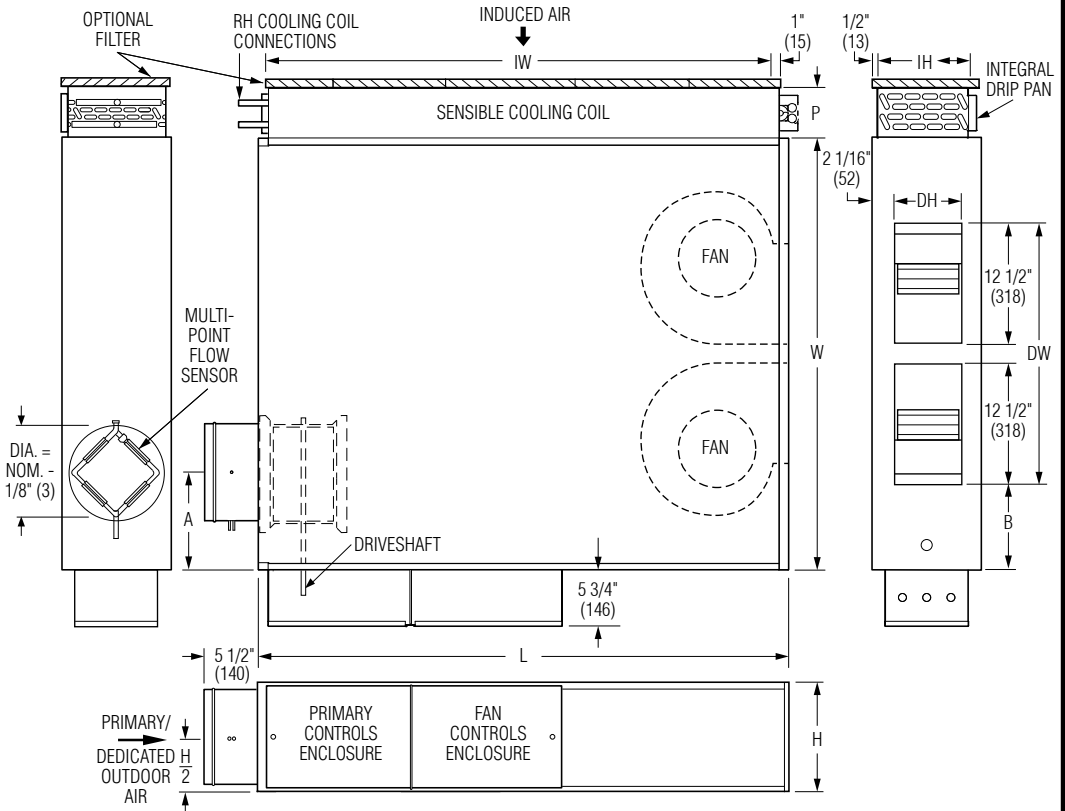 OPTIONAL
FILTER
RH COOLING COIL
CONNECTIONS
INDUCED AIR
IW
1"
(15)
1/2"
(13)
IH
INTEGRAL
DRIP PAN
SENSIBLE COOLING COIL
P
2 1/16"
(52)
DH
FAN
12 1/2"
(318)
MULTI-
POINT
FLOW
SENSOR
W
DW
FAN
12 1/2"
(318)
DIA. =
NOM. -
1/8" (3)
A
B
DRIVESHAFT
5 3/4"
(146)
5 1/2"
(140)
L
PRIMARY/
DEDICATED
OUTDOOR
AIR
H
2
PRIMARY
CONTROLS
ENCLOSURE
FAN
CONTROLS
ENCLOSURE
H